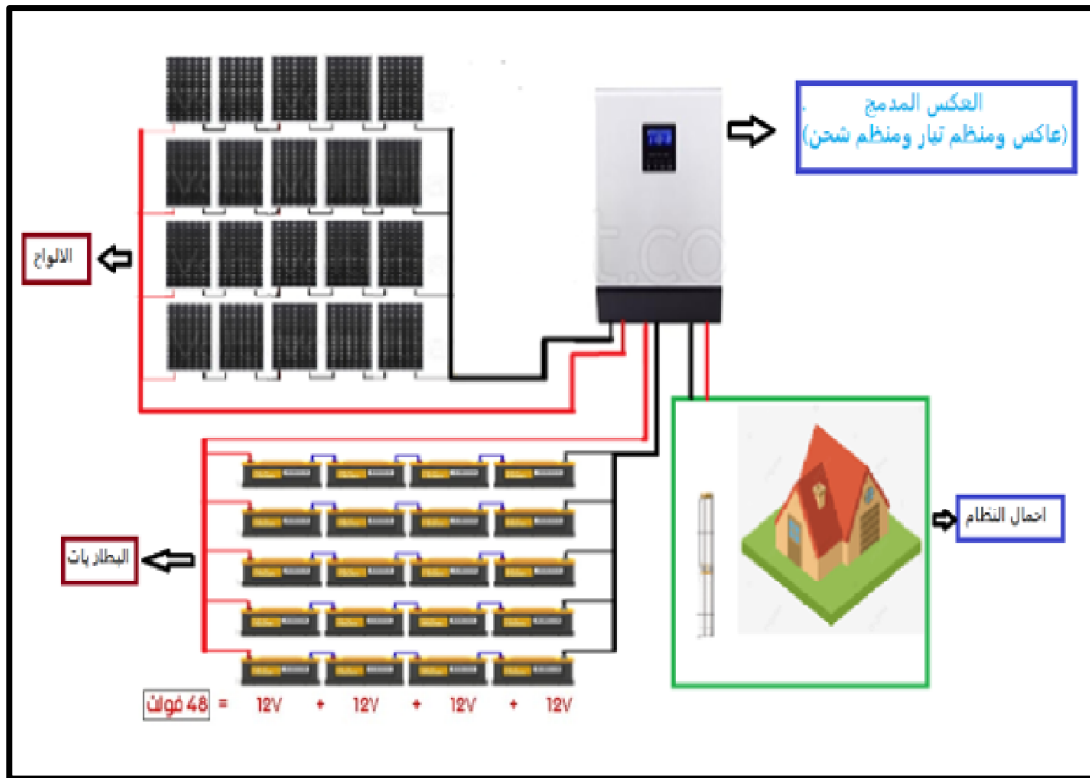 العكس المدمج
(عاكس ومنظم تيار ومنظم شحن)
الالواح
احمال النظام
البطاريات
48 فولت = 12V + 12V + 12V + 12V